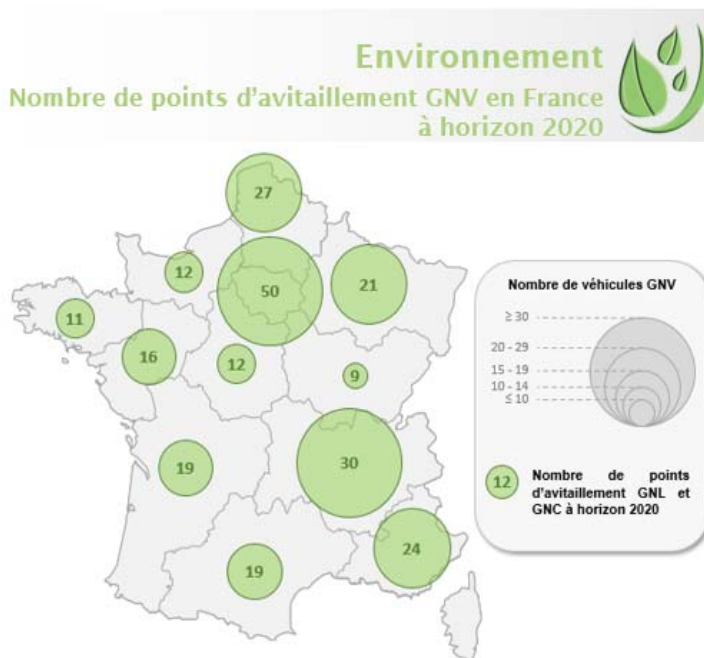 Environnement
Nombre de points d'avitaillement GNV en France
à horizon 2020
27
12
50
21
11
16
12
9
19
30
24
19
Nombre de véhicules GNV
≥ 30
20 - 29
15 - 19
10 - 14
≤ 10
12
Nombre de points
d'avitaillement GNL et
GNC à horizon 2020